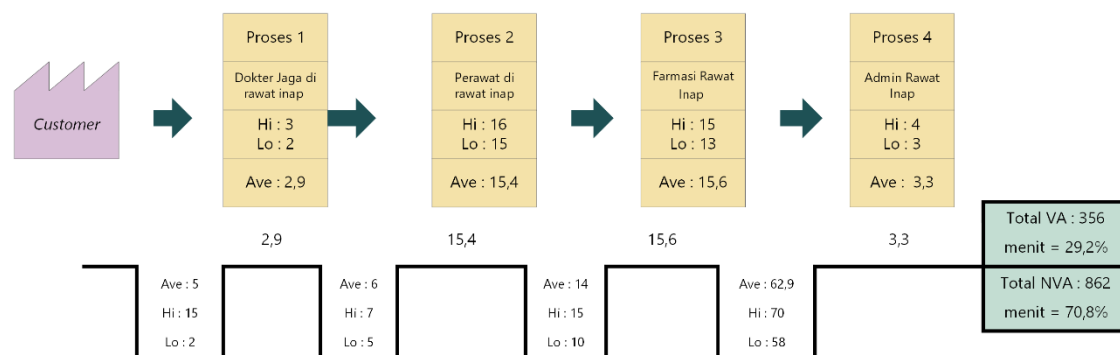 Customer
Proses 1
Dokter Jaga di
rawat inap
Hi : 3
Lo : 2
Ave : 2,9
Proses 2
Perawat di
rawat inap
Hi : 16
Lo : 15
Ave : 15,4
Proses 3
Farmasi Rawat
Inap
Hi : 15
Lo : 13
Ave : 15,6
Proses 4
Admin Rawat
Inap
Hi : 4
Lo : 3
Ave : 3,3
2,9
15,4
15,6
3,3
Ave : 5
Hi : 15
Lo : 2
Ave : 6
Hi : 7
Lo : 5
Ave : 14
Hi : 15
Lo : 10
Ave : 62,9
Hi : 70
Lo : 58
Total VA : 356
menit = 29,2%
Total NVA : 862
menit = 70,8%